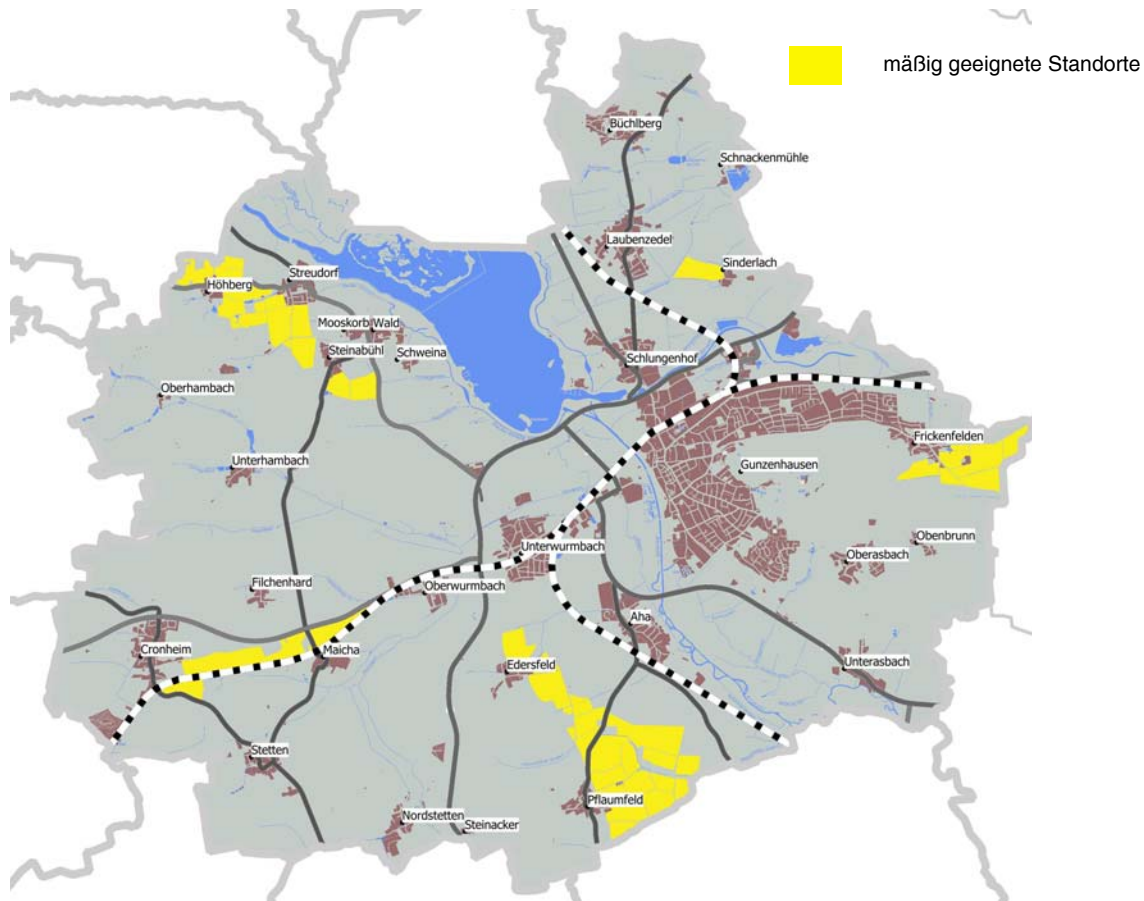 mäßig geeignete Standorte
Büchlberg
Schnackenmühle
Laubenzedel
Sinderlach
Streudorf
Höhberg
Mooskorb
Wald
Steinabühl
Schweina
Schlungenhof
Oberhambach
Frickenfelden
Unterhambach
Gunzenhausen
Obenbrunn
Unterwurmbach
Oberasbach
Filchenhard
Oberwurmbach
Aha
Cronheim
Maicha
Edersfeld
Unterasbach
Stetten
Pflaumfeld
Nordstetten
Steinacker